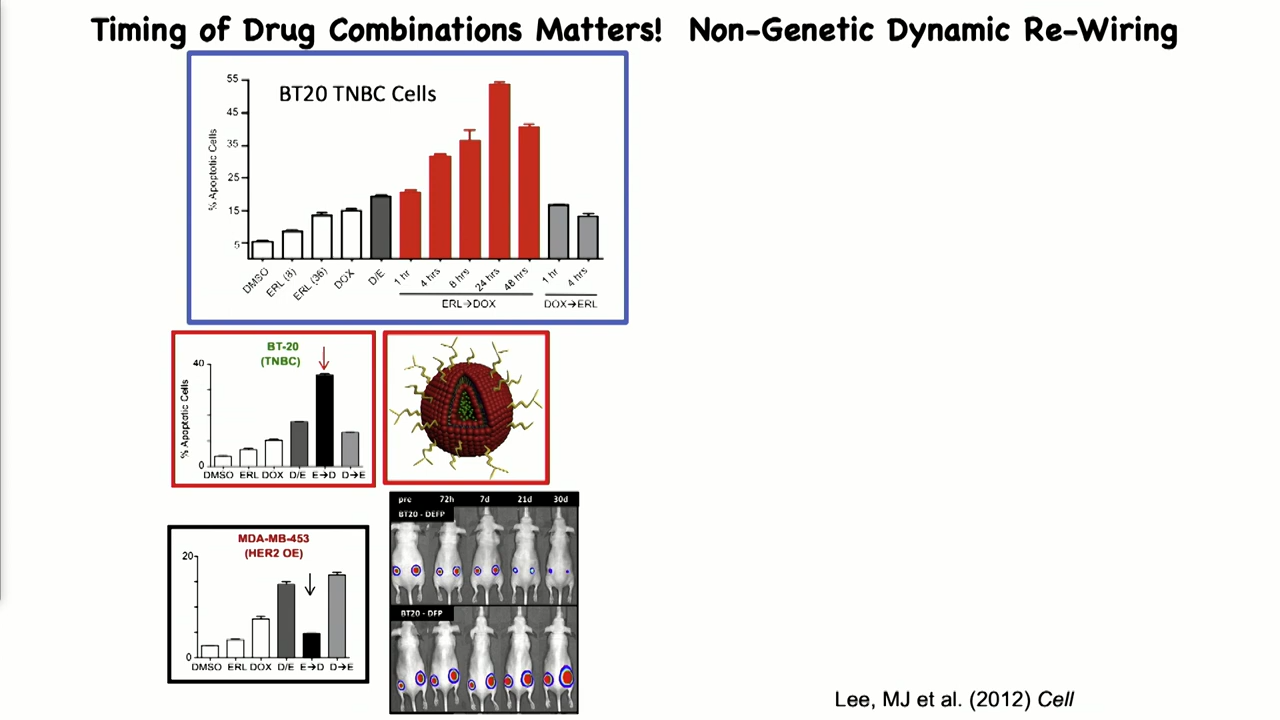 Timing of Drug Combinations Matters!  Non-Genetic Dynamic Re-Wiring
BT20 TNBC Cells
% Apoptotic Cells
55
45
35
25
15
5
DMSO
ERL (8)
ERL (36)
DOX
D/E
1 hr
4 hrs
8 hrs
24 hrs
48 hrs
1 hr
4 hrs
ERL→DOX
DOX→ERL
BT-20
(TNBC)
% Apoptotic Cells
40
0
DMSO ERL DOX D/E E→D D→E
MDA-MB-453
(HER2 OE)
20
0
DMSO ERL DOX D/E E→D D→E
pre 72h 7d 21d 30d
BT20 - DEFP
BT20 - DFP
Lee, MJ et al. (2012) Cell